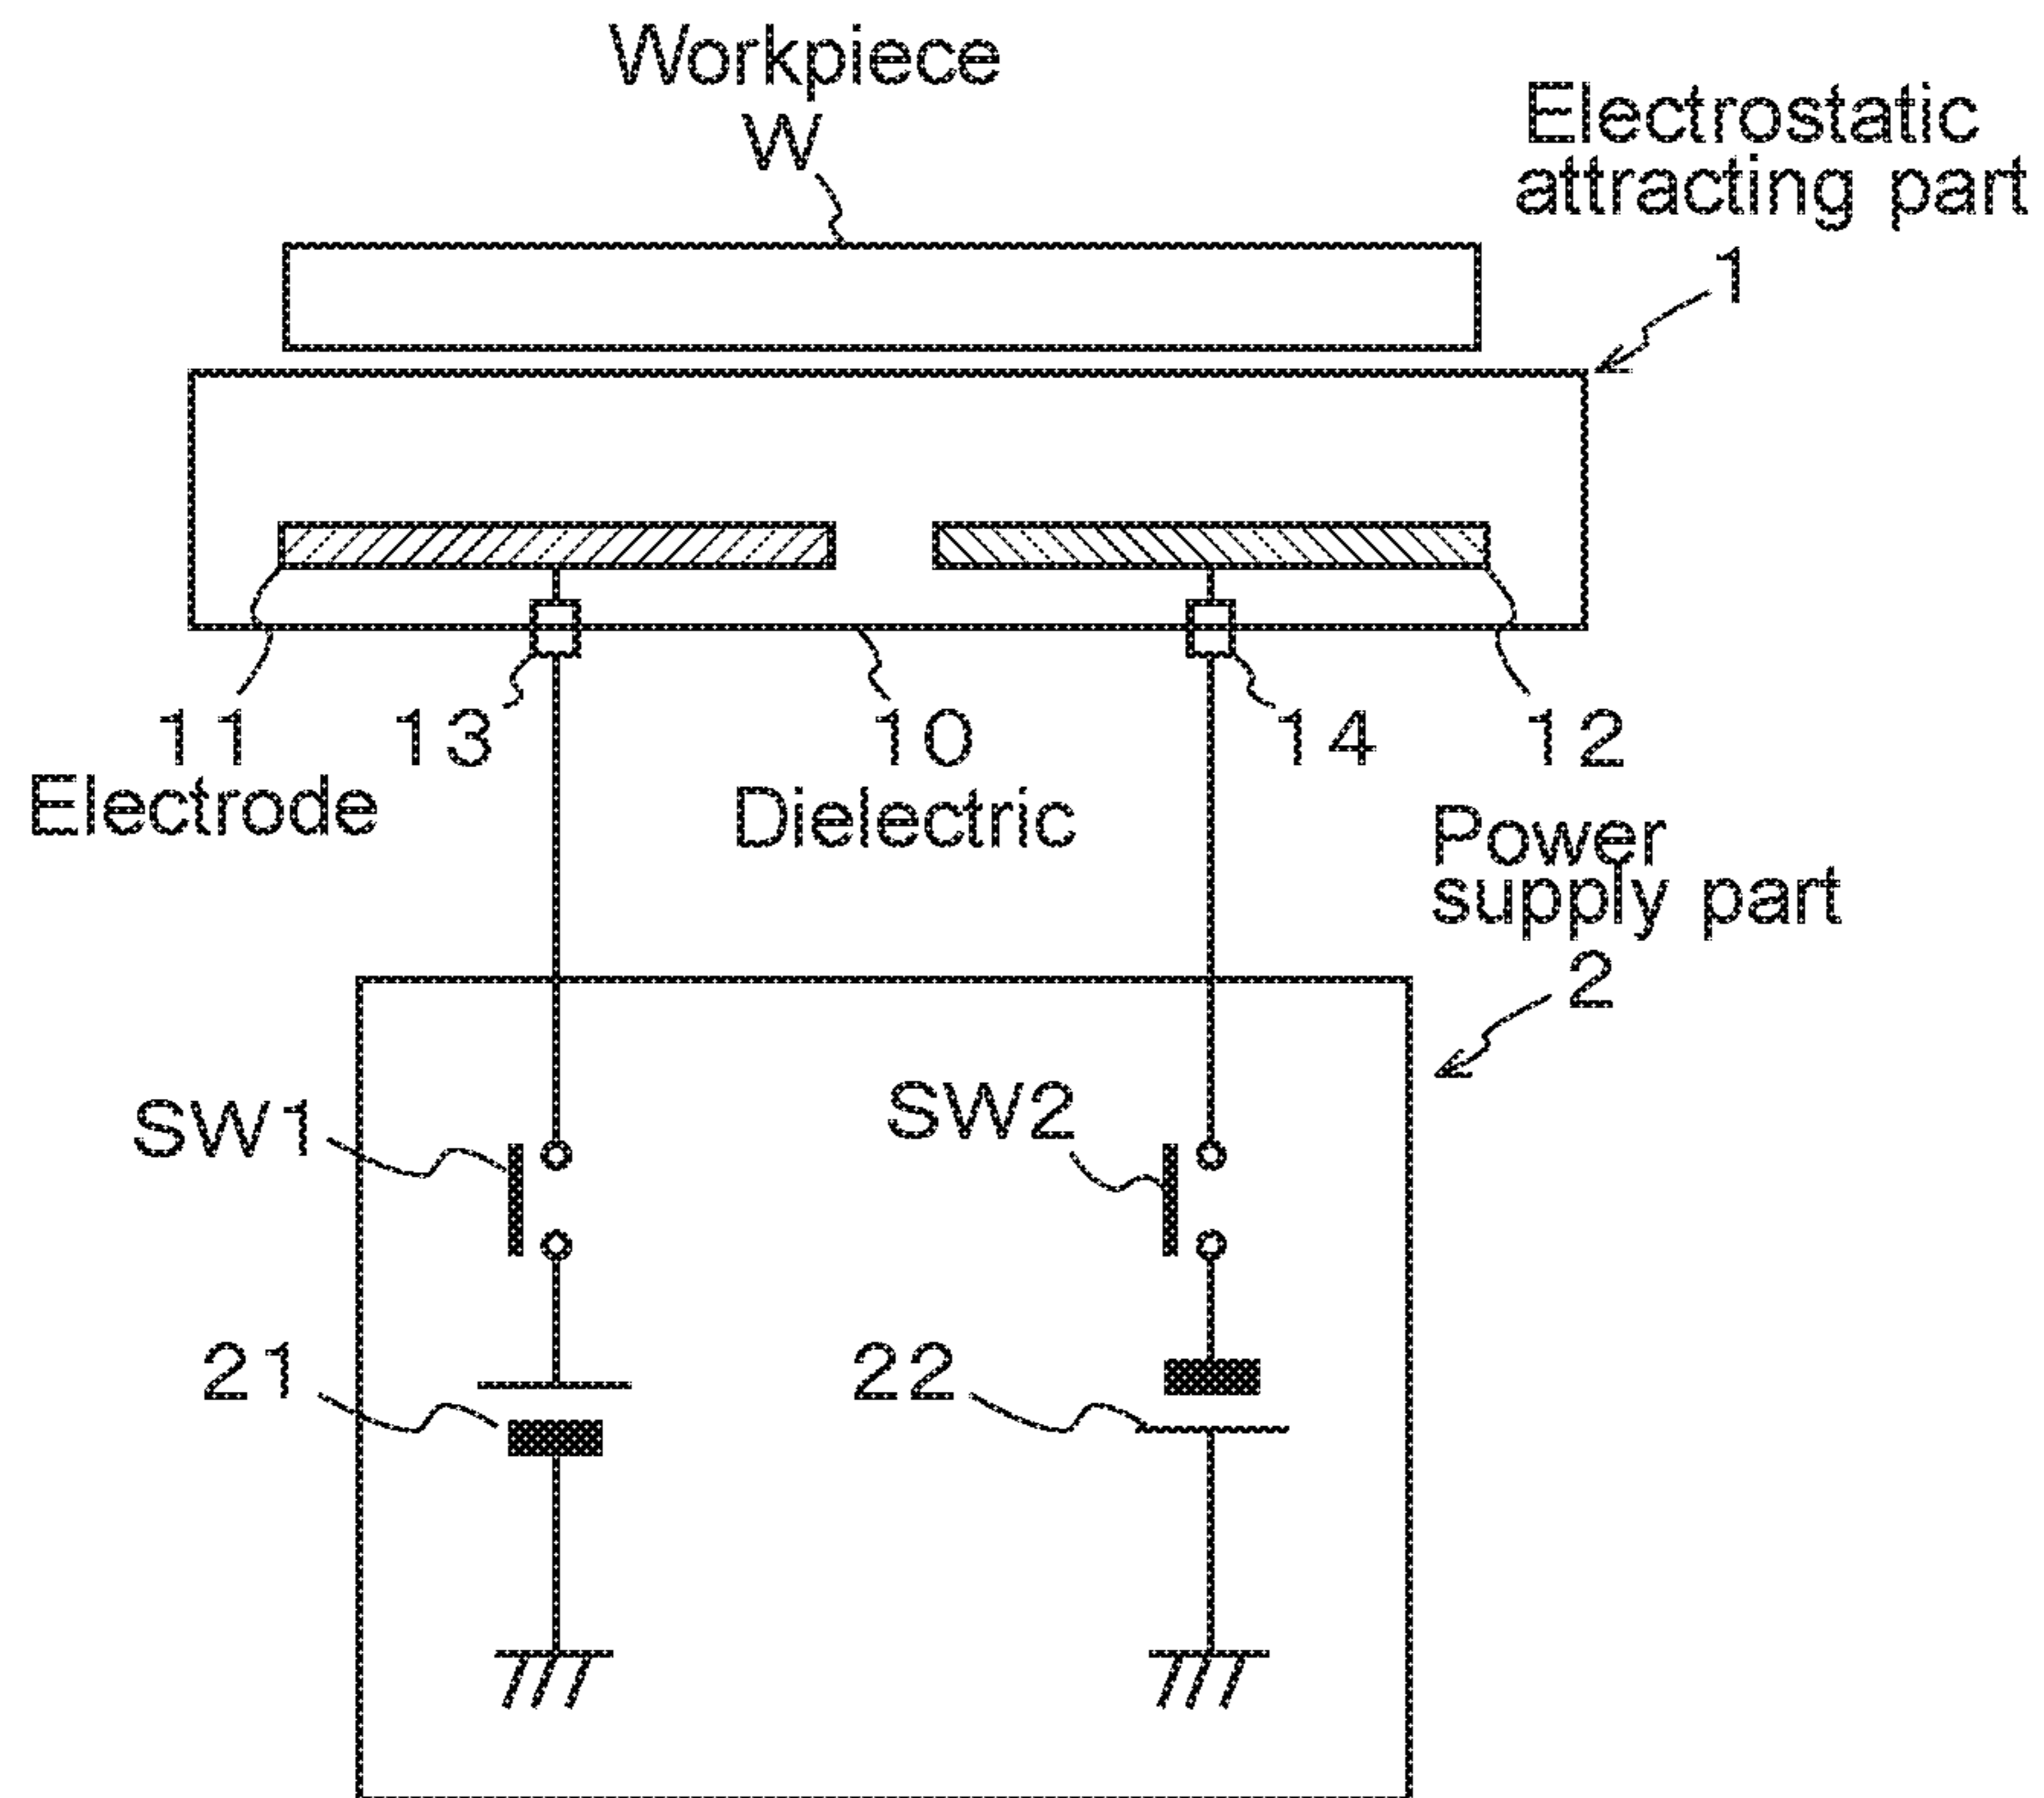 Workpiece
W
Electrostatic
attracting part
1
11
13
10
14
12
Electrode
Dielectric
Power
supply part
2
SW1
SW2
21
22